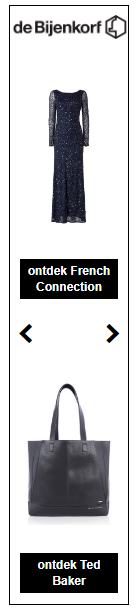 de Bijenkorf
ontdek French
Connection
ontdek Ted
Baker